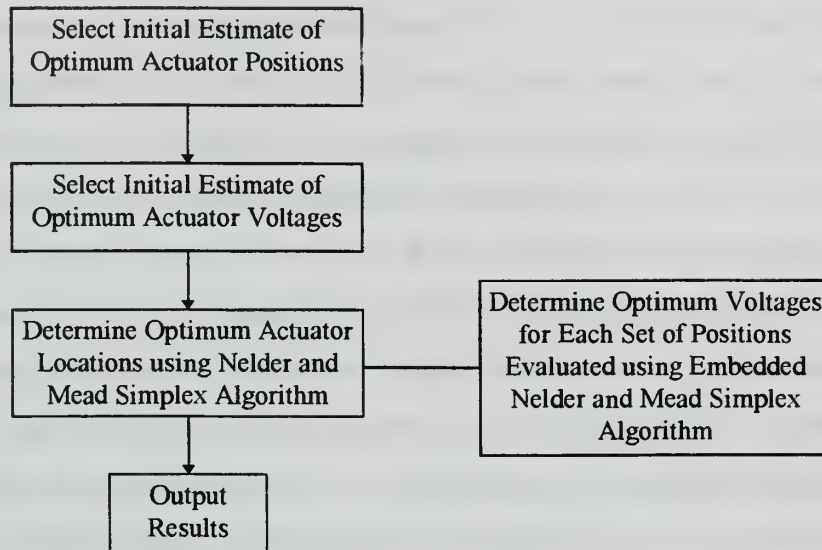 Select Initial Estimate of
Optimum Actuator Positions
Select Initial Estimate of
Optimum Actuator Voltages
Determine Optimum Actuator
Locations using Nelder and
Mead Simplex Algorithm
Determine Optimum Voltages
for Each Set of Positions
Evaluated using Embedded
Nelder and Mead Simplex
Algorithm
Output
Results